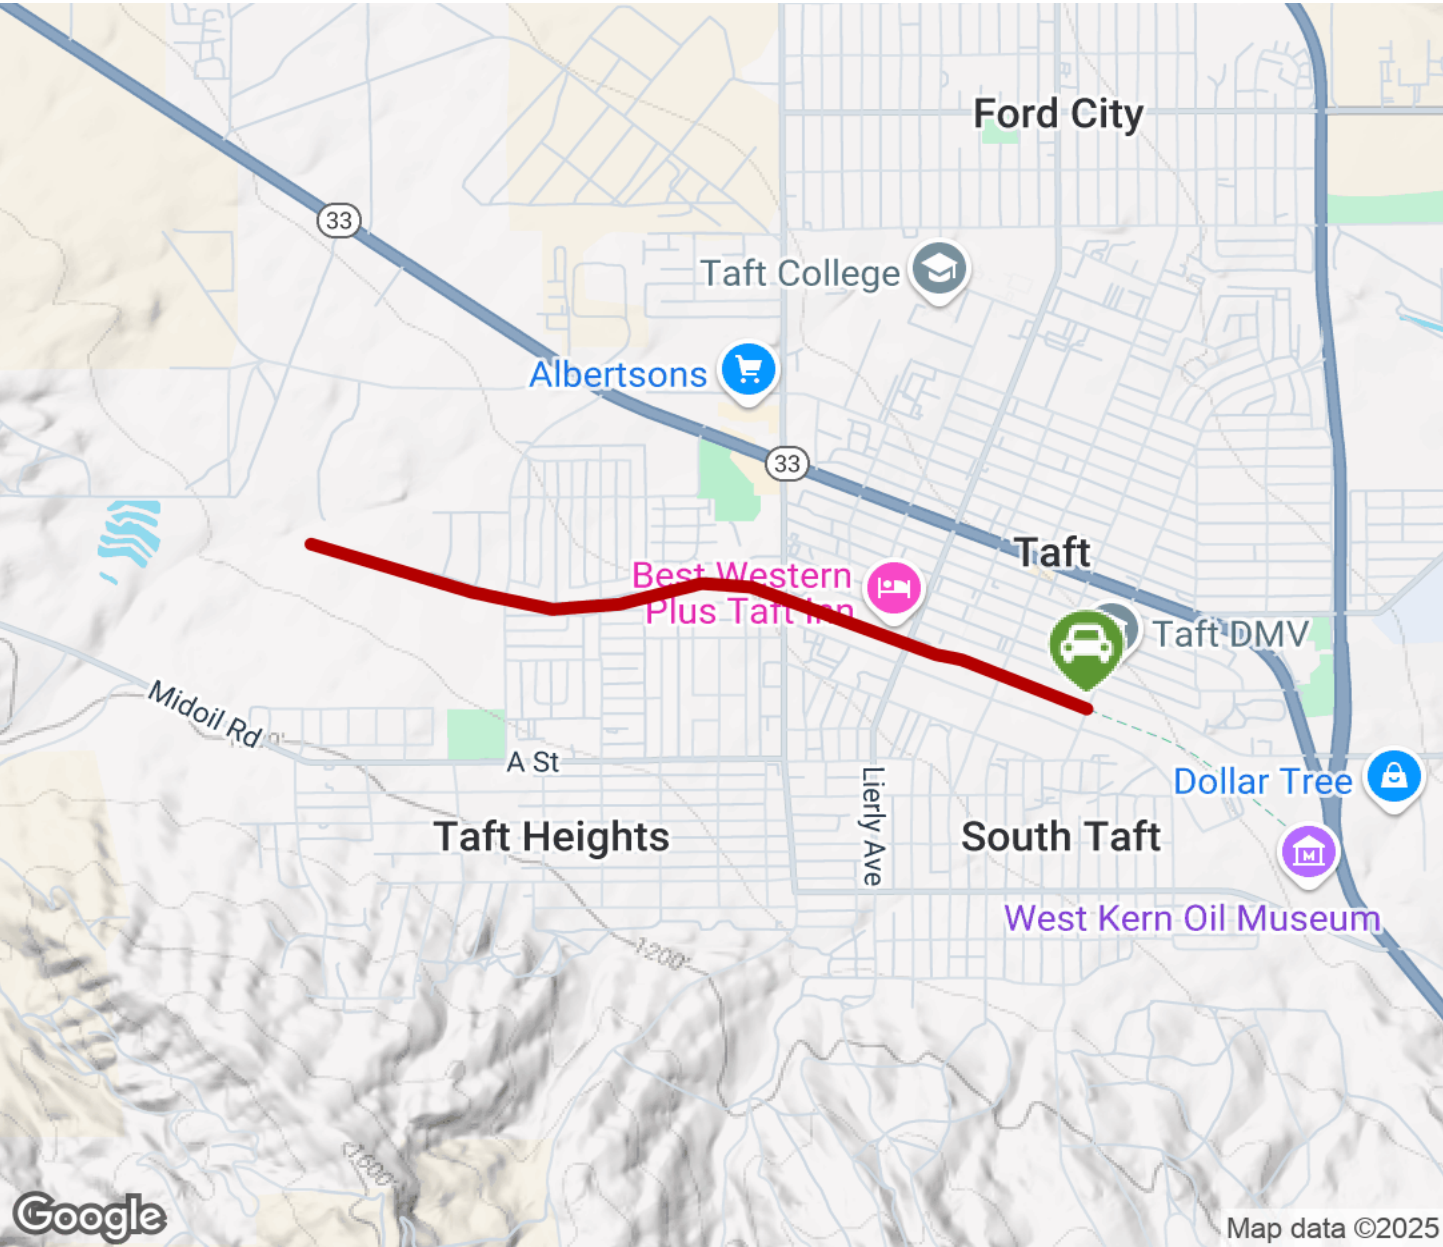 Ford City
33
Taft College
Albertsons
33
Taft
Best Western
Plus Taft Inn
Taft DMV
Midoil Rd
A St
Dollar Tree
Lierly Ave
Taft Heights
South Taft
West Kern Oil Museum
1200'
1600'
Google
Map data ©2025